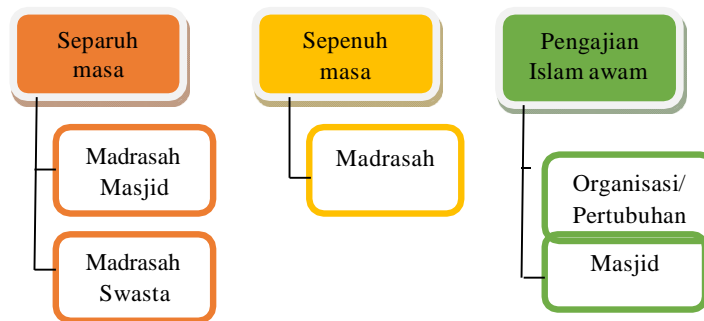 Separuh
masa
Madrasah
Masjid
Madrasah
Swasta
Sepenuh
masa
Madrasah
Pengajian
Islam awam
Organisasi/
Pertubuhan
Masjid